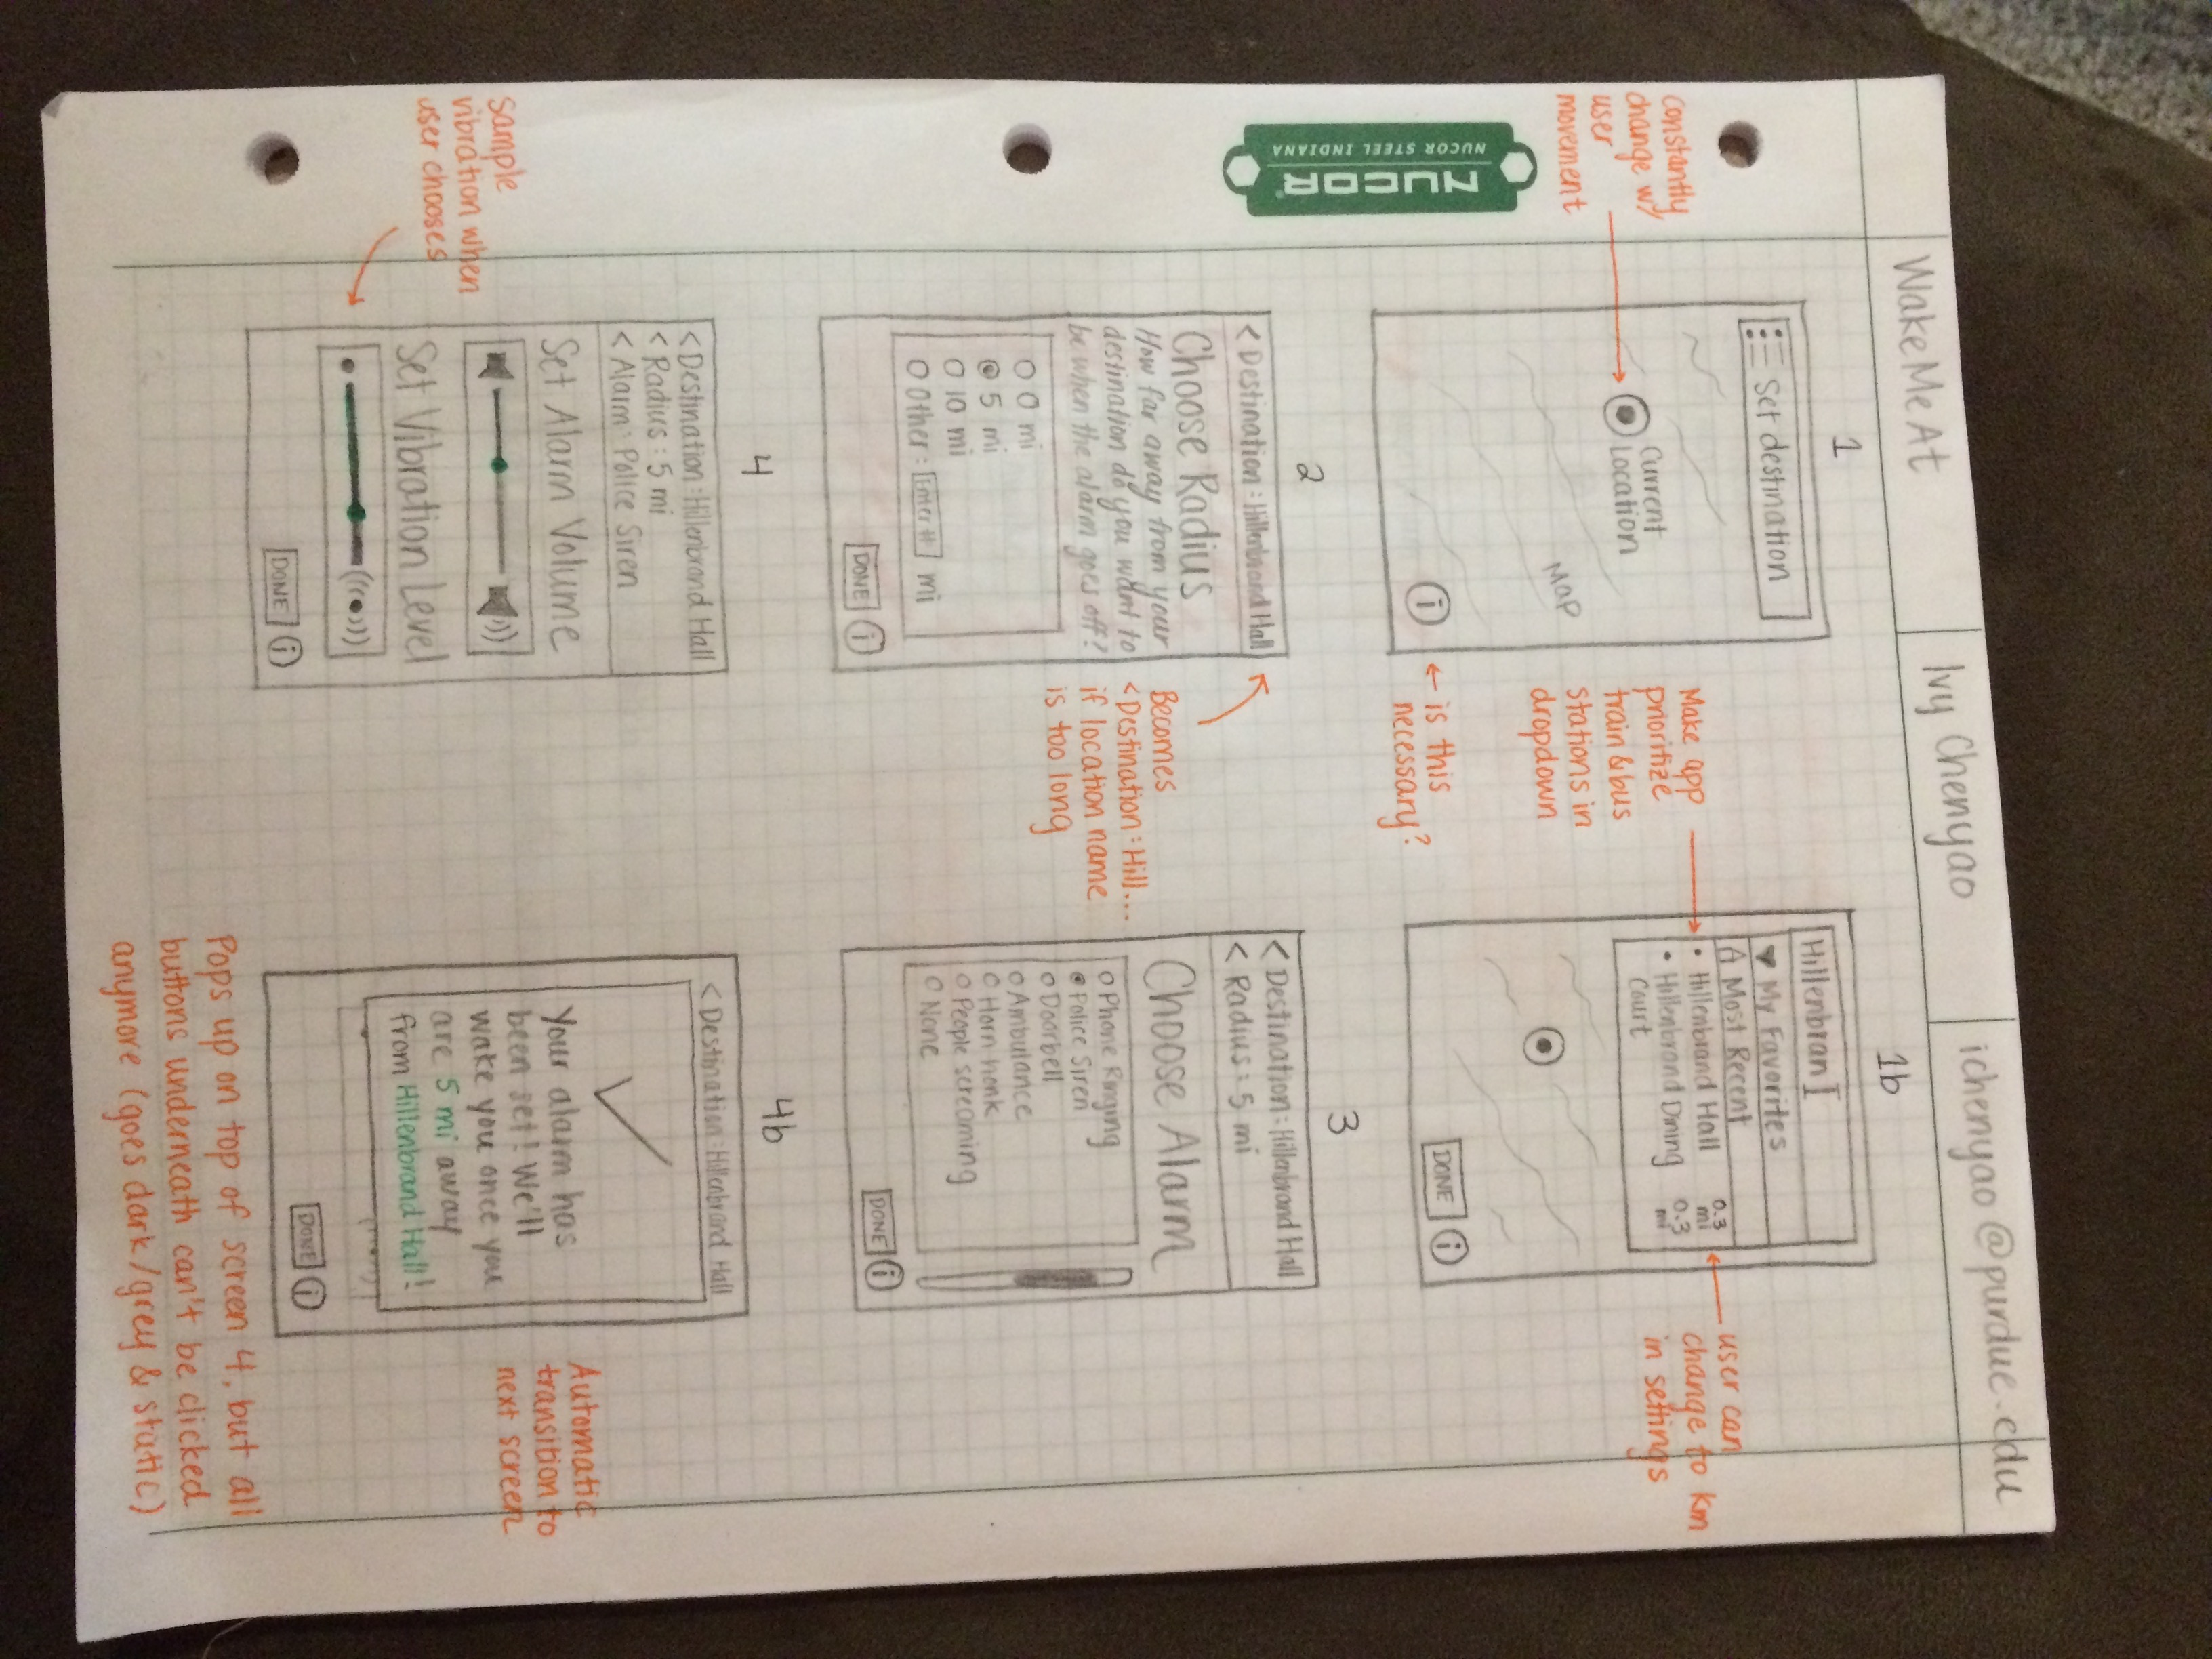 WakeMeAt
Ivy Chenyao
ichenyao@purdue.edu
NUCOR
NUCOR STEEL INDIANA
1
Set destination
Current
Location
MAP
i
constantly
change w/
user
movement
← is this
necessary?
1b
Hillenbran
♥ My Favorites
Most Recent
• Hillenbrand Hall 0.3 mi
• Hillenbrand Dining 0.3 mi
Court
DONE i
Make app
prioritize
train & bus
stations in
dropdown
user can
change to km
in settings
2
< Destination: Hillenbrand Hall
Choose Radius
How far away from your
destination do you want to
be when the alarm goes off?
0 mi
5 mi
10 mi
Other: Enter # mi
DONE i
Becomes
< Destination: Hill...
if location name
is too long
3
< Destination: Hillenbrand Hall
< Radius: 5 mi
Choose Alarm
Phone Ringing
Police Siren
Doorbell
Ambulance
Horn honk
People screaming
None
DONE i
4
< Destination: Hillenbrand Hall
< Radius: 5 mi
< Alarm: Police Siren
Set Alarm Volume
Set Vibration Level
DONE i
Sample
vibration when
user chooses
4b
< Destination: Hillenbrand Hall
Your alarm has
been set! We'll
wake you once you
are 5 mi away
from Hillenbrand Hall!
DONE i
Automatic
transition to
next screen
Pops up on top of screen 4, but all
buttons underneath can't be clicked
anymore (goes dark/grey & static)